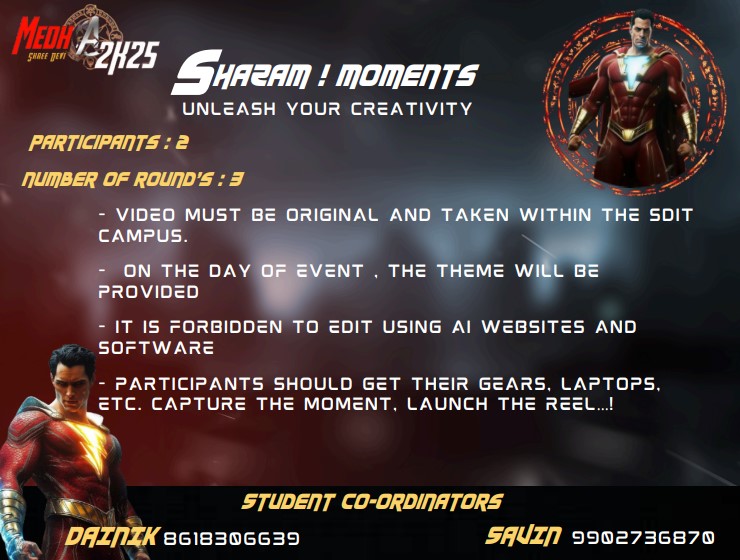 MEDHA 2K25
SHREE DEVI
SHAZAM ! MOMENTS
UNLEASH YOUR CREATIVITY
PARTICIPANTS : 2
NUMBER OF ROUND'S : 3
- VIDEO MUST BE ORIGINAL AND TAKEN WITHIN THE SDIT
CAMPUS.
- ON THE DAY OF EVENT , THE THEME WILL BE
PROVIDED
- IT IS FORBIDDEN TO EDIT USING AI WEBSITES AND
SOFTWARE
- PARTICIPANTS SHOULD GET THEIR GEARS, LAPTOPS,
ETC. CAPTURE THE MOMENT, LAUNCH THE REEL...!
STUDENT CO-ORDINATORS
DAINIK 8618306639 SAVIN 9902736870